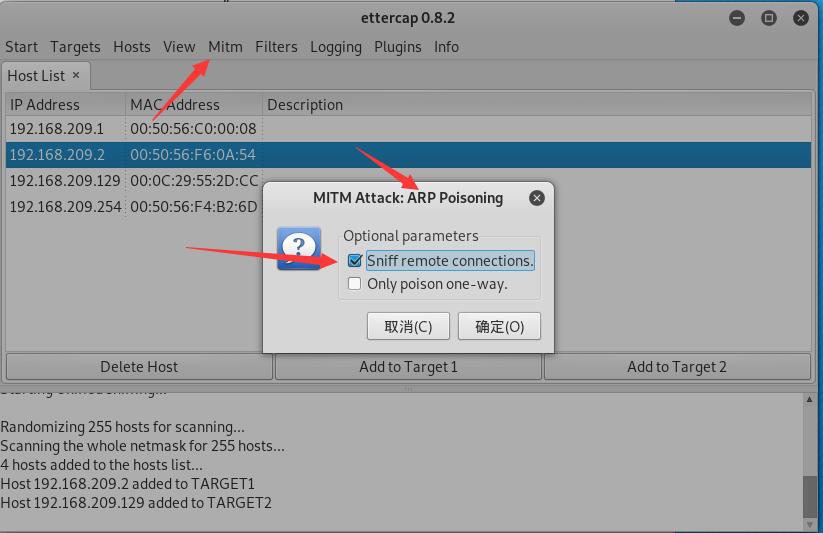 ettercap 0.8.2
Start Targets Hosts View Mitm Filters Logging Plugins Info
Host List ×
IP Address MAC Address Description
192.168.209.1 00:50:56:C0:00:08
192.168.209.2 00:50:56:F6:0A:54
192.168.209.129 00:0C:29:55:2D:CC
192.168.209.254 00:50:56:F4:B2:6D
MITM Attack: ARP Poisoning
Optional parameters
Sniff remote connections.
Only poison one-way.
取消(C) 确定(O)
Delete Host Add to Target 1 Add to Target 2
Randomizing 255 hosts for scanning...
Scanning the whole netmask for 255 hosts...
4 hosts added to the hosts list...
Host 192.168.209.2 added to TARGET1
Host 192.168.209.129 added to TARGET2